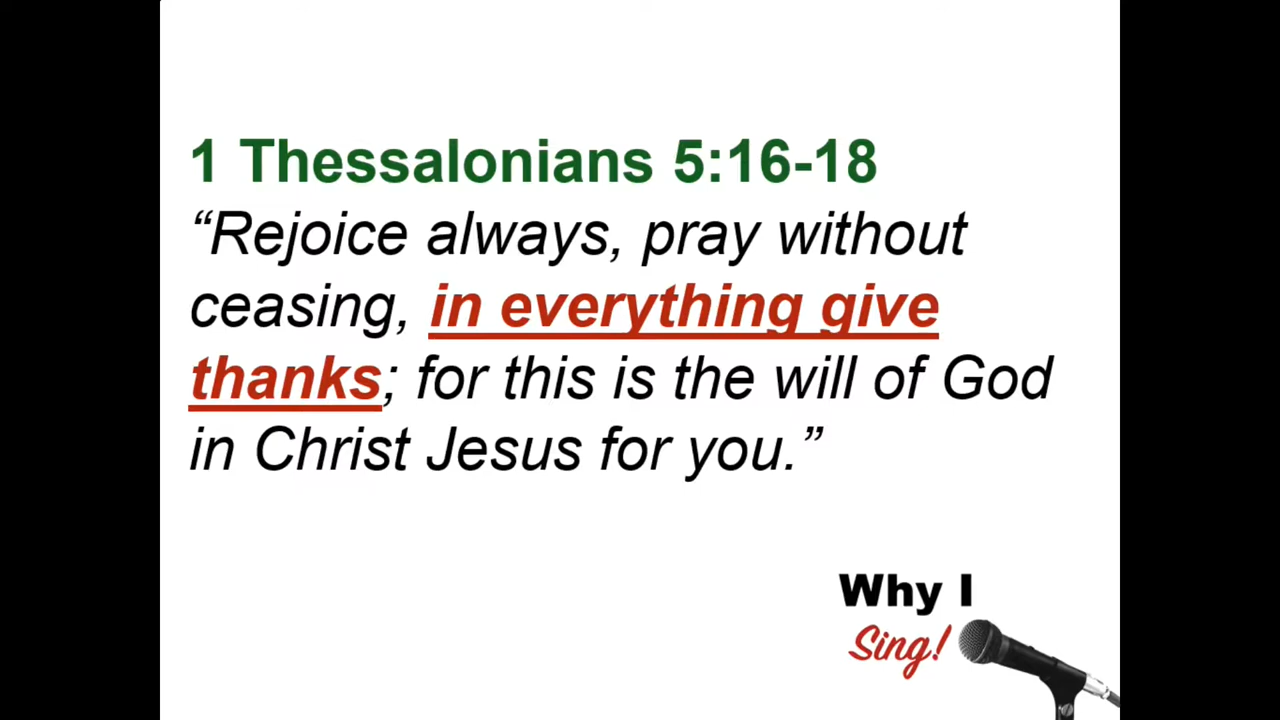 1 Thessalonians 5:16-18
“Rejoice always, pray without
ceasing, in everything give
thanks; for this is the will of God
in Christ Jesus for you.”
Why I
Sing!